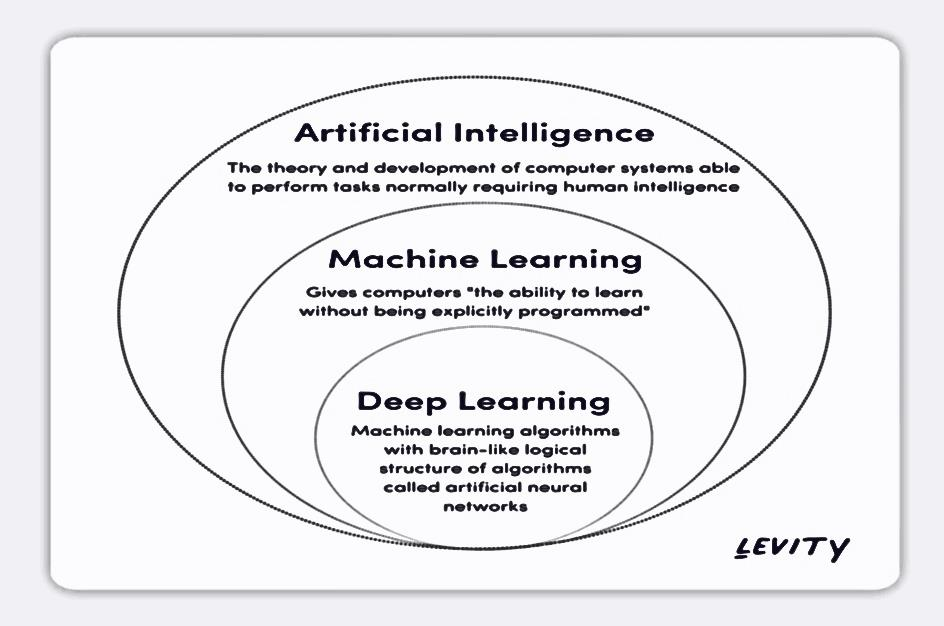 Artificial Intelligence
The theory and development of computer systems able
to perform tasks normally requiring human intelligence
Machine Learning
Gives computers "the ability to learn
without being explicitly programmed"
Deep Learning
Machine learning algorithms
with brain-like logical
structure of algorithms
called artificial neural
networks
LEVITY